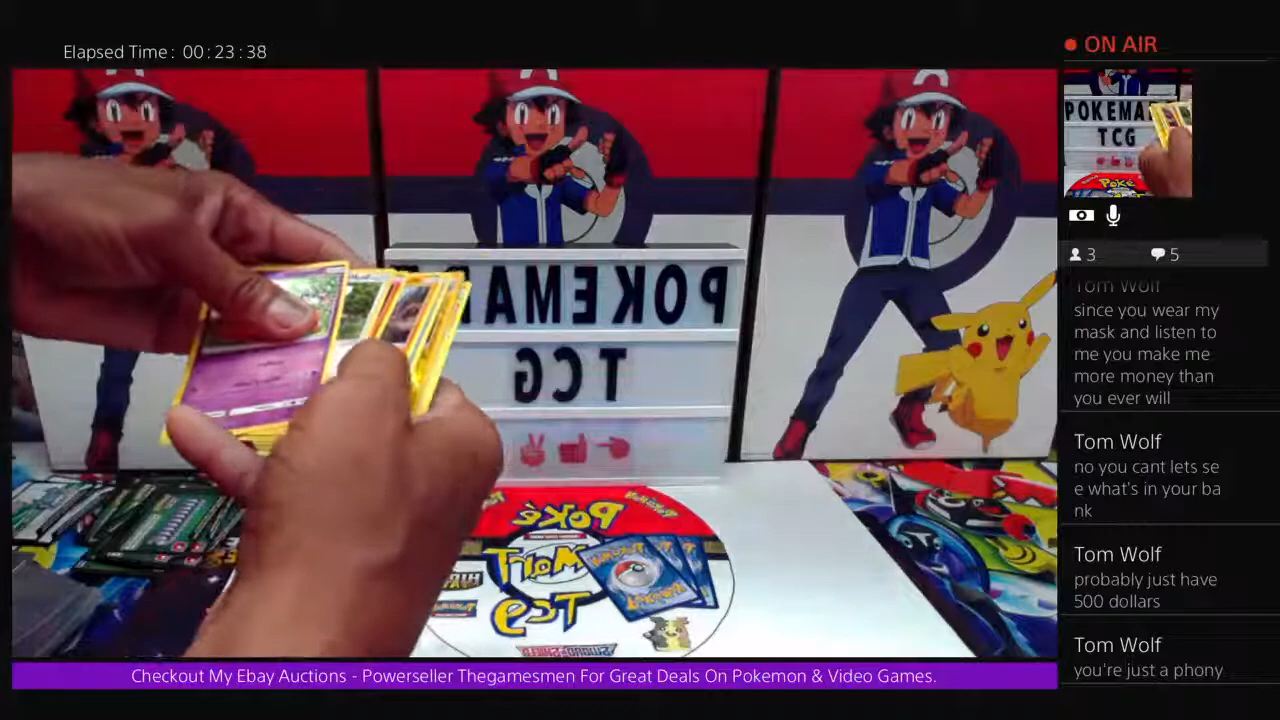 Elapsed Time: 00:23:38
ON AIR
POKEMA
TCG
3
5
Tom Wolf
since you wear my
mask and listen to
me you make me
more money than
you ever will
Tom Wolf
no you cant lets se
e what's in your ba
nk
Tom Wolf
probably just have
500 dollars
Tom Wolf
you're just a phony
POKEMA
TCG
Poké
MarT
TCg
Checkout My Ebay Auctions - Powerseller Thegamesmen For Great Deals On Pokemon & Video Games.